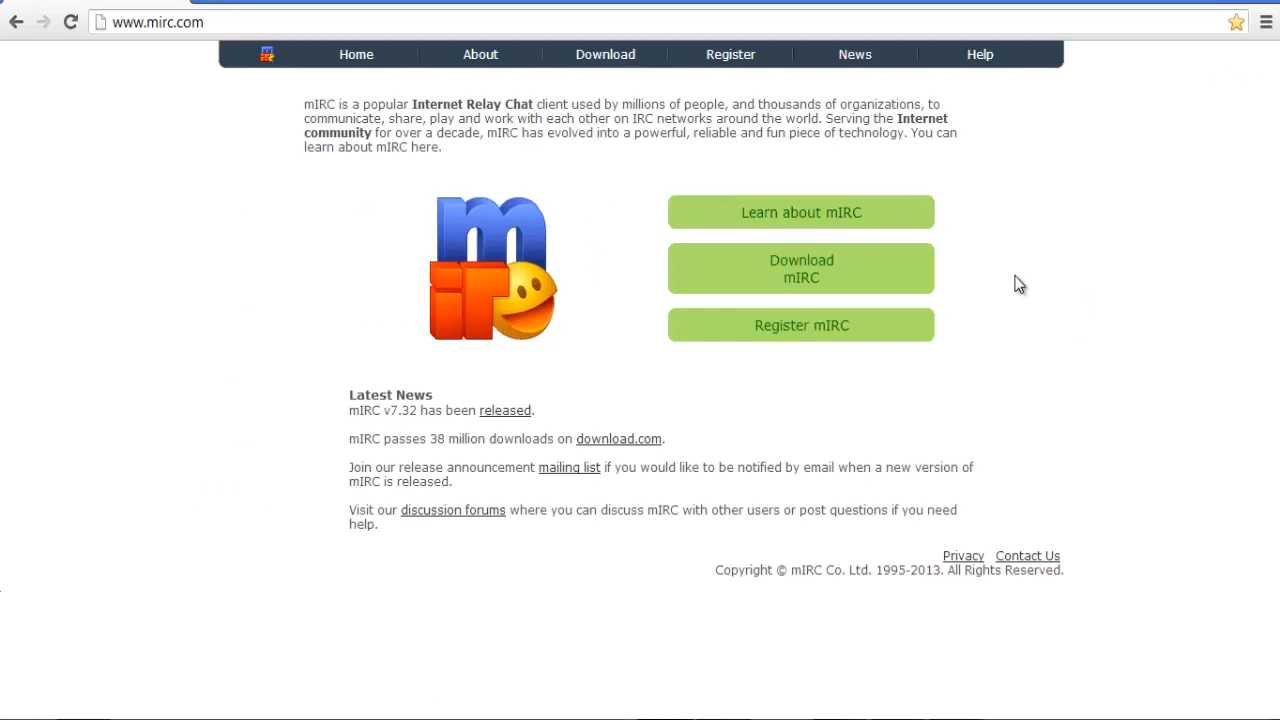 www.mirc.com
Home About Download Register News Help
mIRC is a popular Internet Relay Chat client used by millions of people, and thousands of organizations, to
communicate, share, play and work with each other on IRC networks around the world. Serving the Internet
community for over a decade, mIRC has evolved into a powerful, reliable and fun piece of technology. You can
learn about mIRC here.
mirc
Learn about mIRC
Download
mIRC
Register mIRC
Latest News
mIRC v7.32 has been released.
mIRC passes 38 million downloads on download.com.
Join our release announcement mailing list if you would like to be notified by email when a new version of
mIRC is released.
Visit our discussion forums where you can discuss mIRC with other users or post questions if you need
help.
Privacy Contact Us
Copyright © mIRC Co. Ltd. 1995-2013. All Rights Reserved.